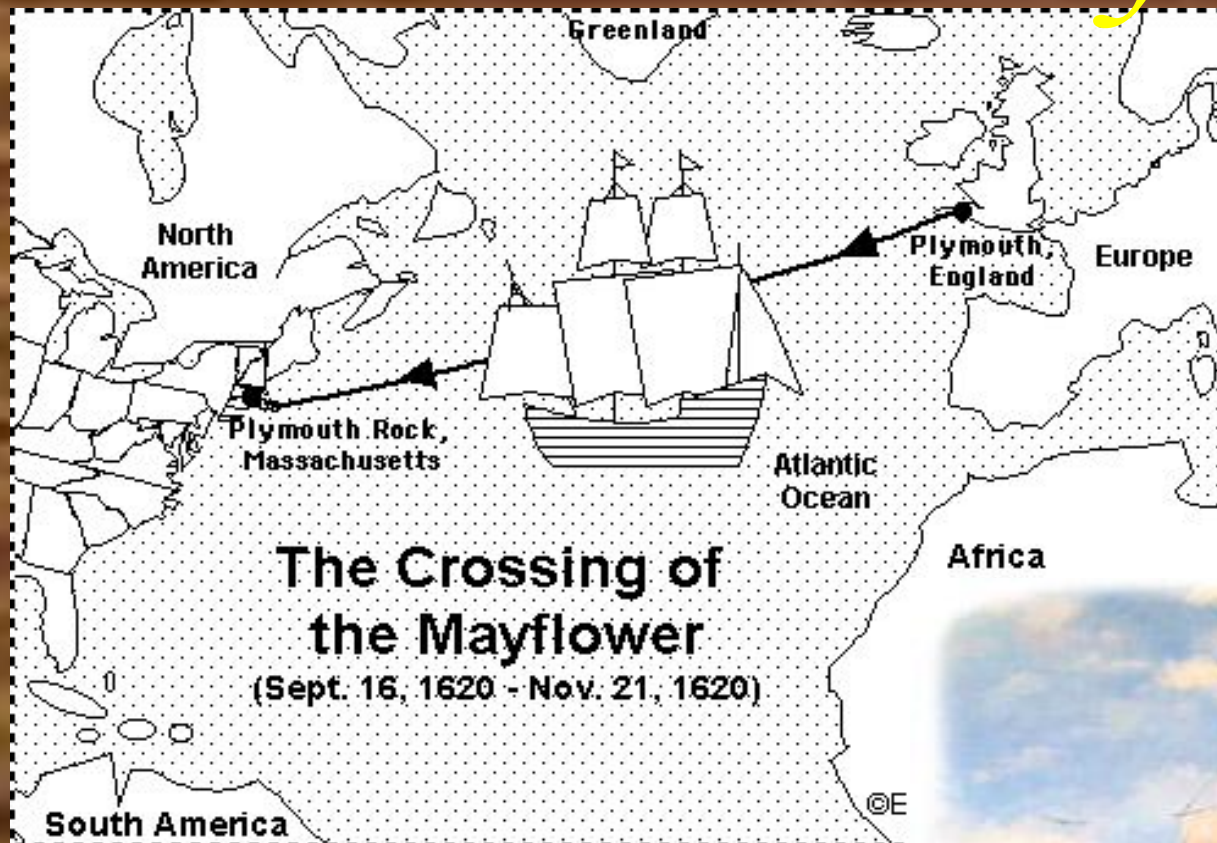 Greenland
North
America
Plymouth,
England
Europe
Plymouth Rock,
Massachusetts
Atlantic
Ocean
The Crossing of
the Mayflower
(Sept. 16, 1620 - Nov. 21, 1620)
Africa
South America
©E